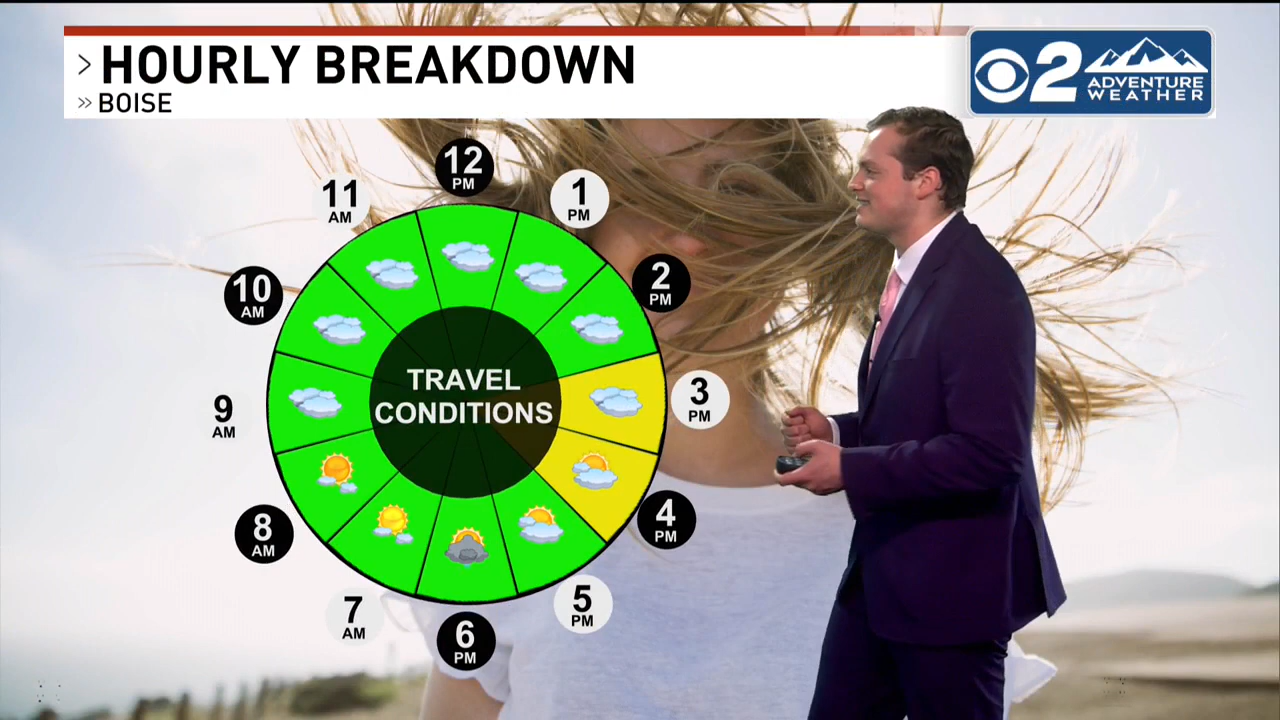 > HOURLY BREAKDOWN
» BOISE
2 ADVENTURE
WEATHER
12
PM
1
PM
2
PM
3
PM
4
PM
5
PM
6
PM
7
AM
8
AM
9
AM
10
AM
11
AM
TRAVEL
CONDITIONS